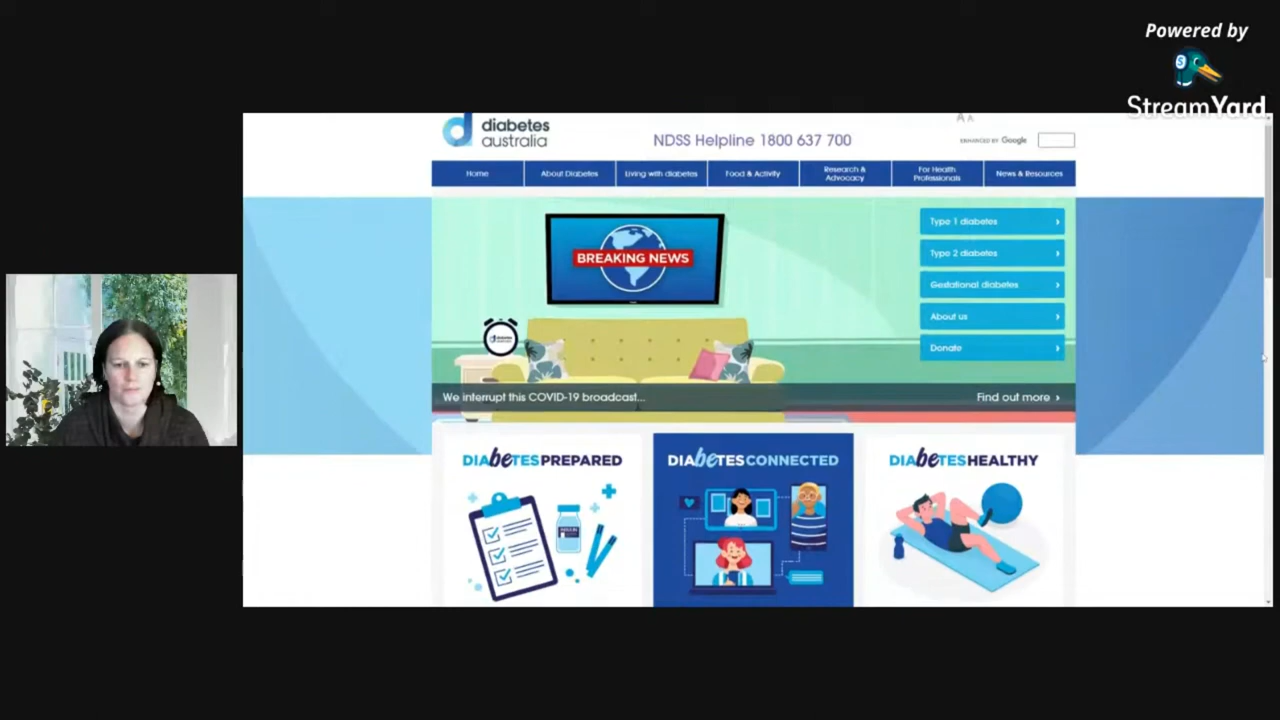 Powered by
StreamYard
diabetes
australia
NDSS Helpline 1800 637 700
A A
ENHANCED BY Google
Home
About Diabetes
Living with diabetes
Food & Activity
Research &
Advocacy
For Health
Professionals
News & Resources
BREAKING NEWS
Type 1 diabetes
Type 2 diabetes
Gestational diabetes
About us
Donate
We interrupt this COVID-19 broadcast...
Find out more
DIAbeTESPREPARED
DIAbeTESCONNECTED
DIAbeTESHEALTHY
INSULIN